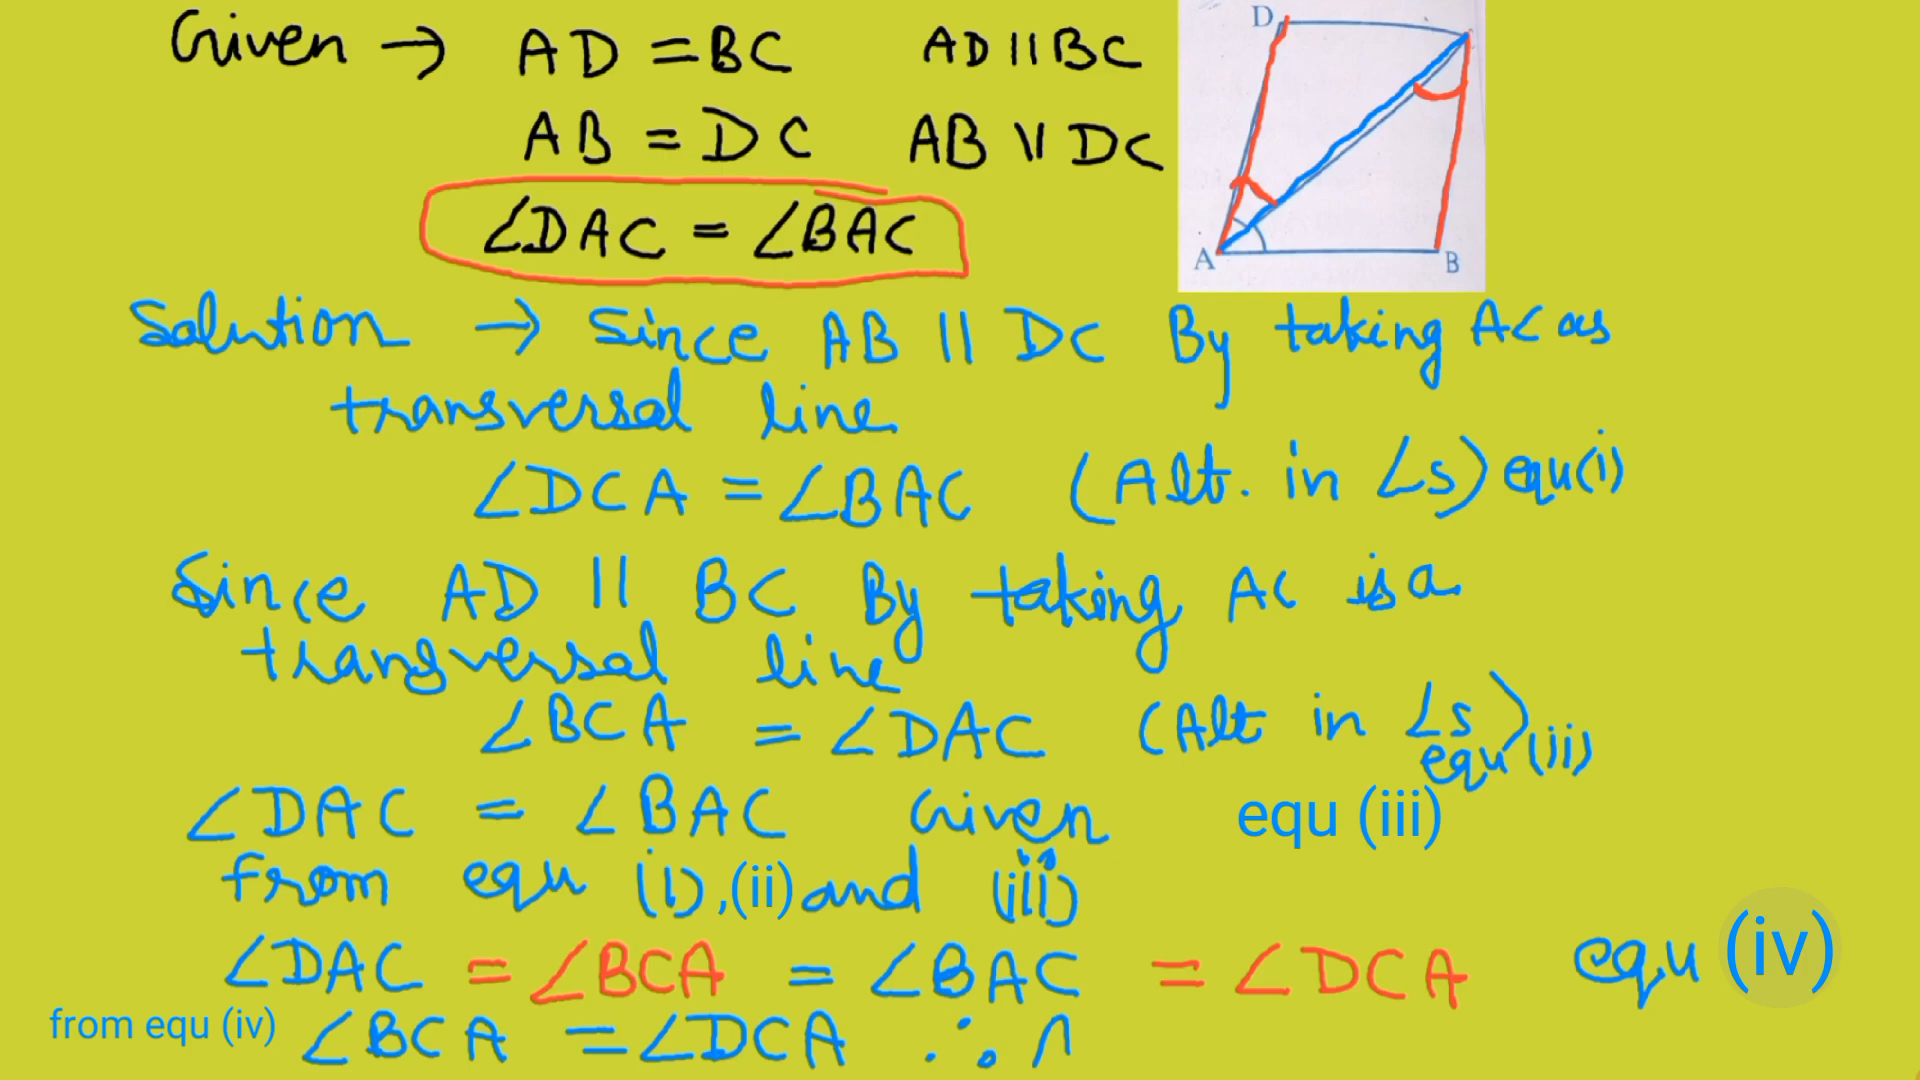 Given → AD = BC AD || BC
AB = DC AB || DC
∠DAC = ∠BAC
D
A
B
Solution → Since AB || DC By taking AC as
transversal line
∠DCA = ∠BAC (Alt. in ∠s) equ(i)
Since AD || BC By taking AC is a
transversal line
∠BCA = ∠DAC (Alt in ∠s)
equ (ii)
∠DAC = ∠BAC Given equ (iii)
from equ (i),(ii) and (iii)
∠DAC = ∠BCA = ∠BAC = ∠DCA equ (iv)
from equ (iv) ∠BCA = ∠DCA ∴